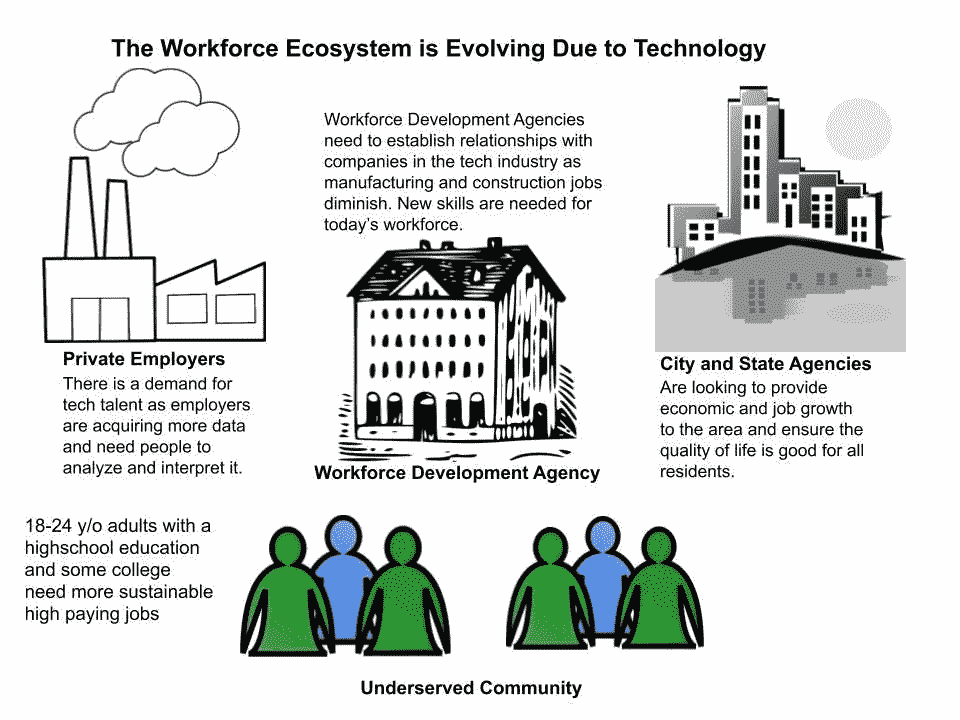 The Workforce Ecosystem is Evolving Due to Technology
Workforce Development Agencies
need to establish relationships with
companies in the tech industry as
manufacturing and construction jobs
diminish. New skills are needed for
today's workforce.
Private Employers
There is a demand for
tech talent as employers
are acquiring more data
and need people to
analyze and interpret it.
Workforce Development Agency
City and State Agencies
Are looking to provide
economic and job growth
to the area and ensure the
quality of life is good for all
residents.
18-24 y/o adults with a
highschool education
and some college
need more sustainable
high paying jobs
Underserved Community